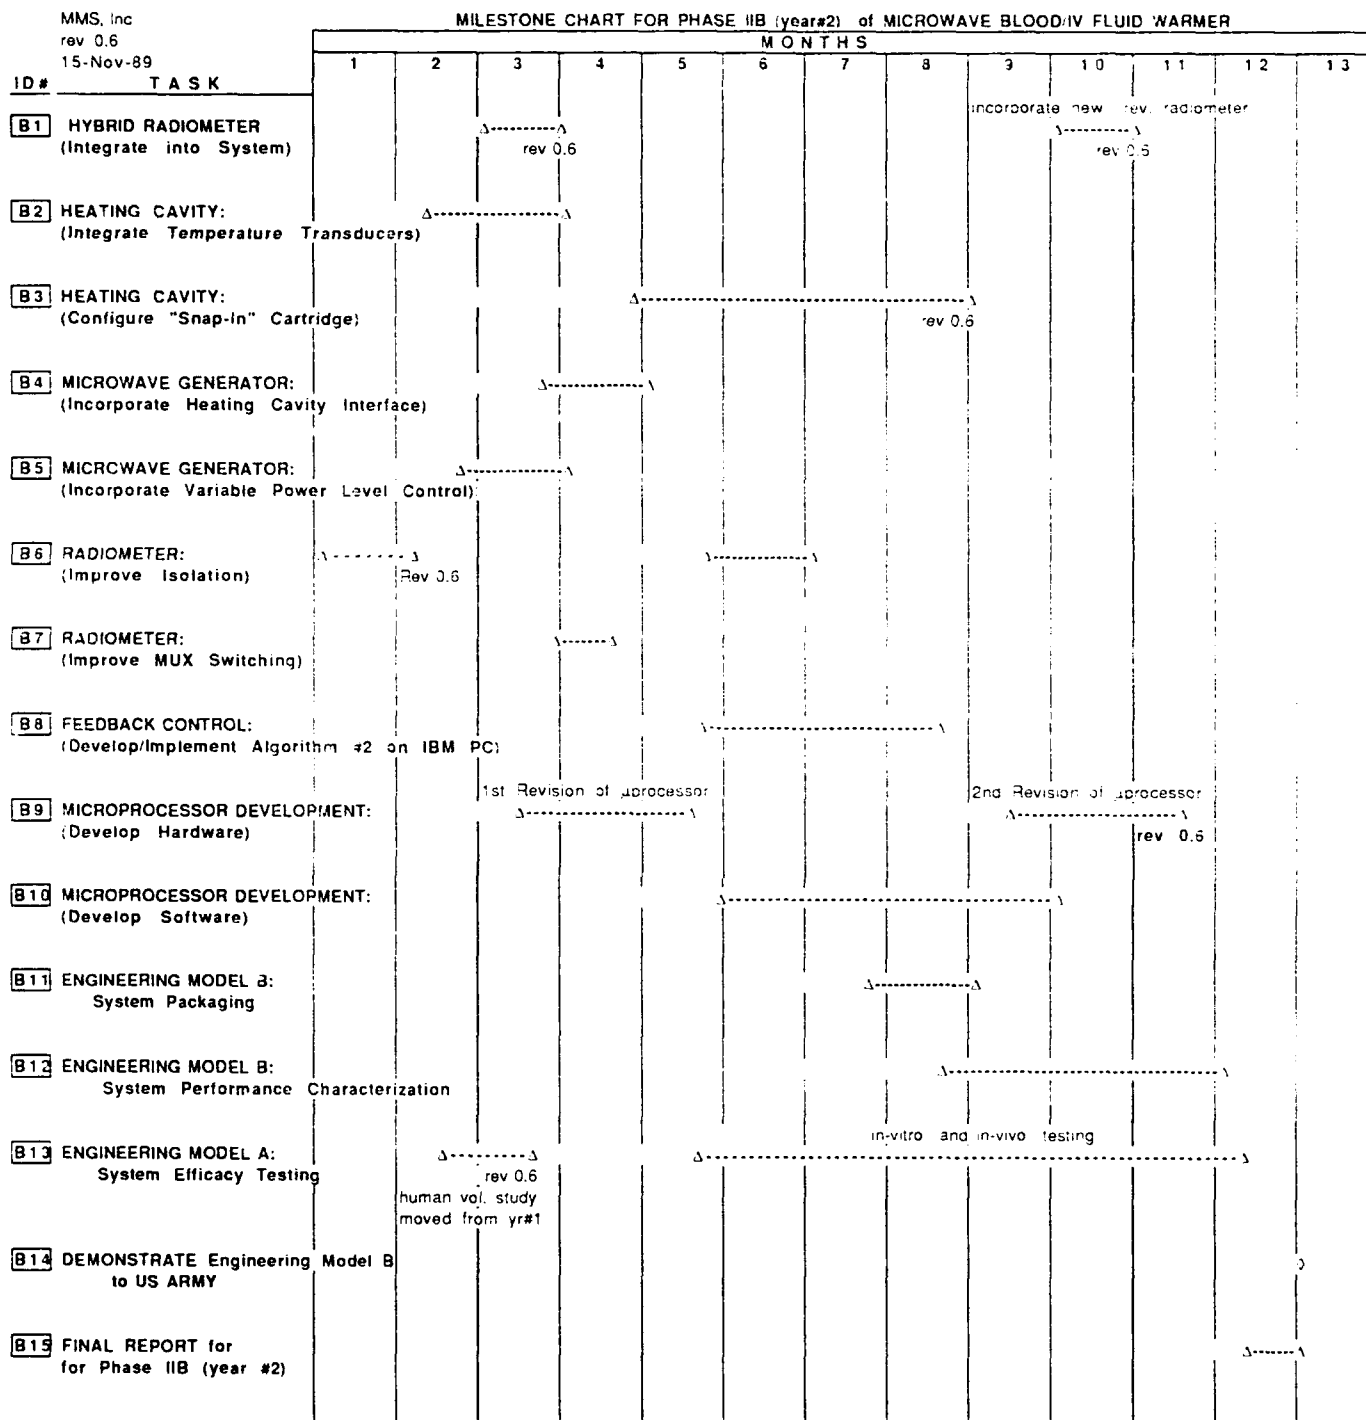 MMS, Inc
rev 0.6
15-Nov-89
MILESTONE CHART FOR PHASE IIB (year#2) of MICROWAVE BLOOD/IV FLUID WARMER
MONTHS
ID# TASK
1 2 3 4 5 6 7 8 9 10 11 12 13
B1 HYBRID RADIOMETER
(Integrate into System)
incorporate new rev. radiometer
rev 0.6
rev 0.6
B2 HEATING CAVITY:
(Integrate Temperature Transducers)
B3 HEATING CAVITY:
(Configure "Snap-in" Cartridge)
rev 0.6
B4 MICROWAVE GENERATOR:
(Incorporate Heating Cavity Interface)
B5 MICRCWAVE GENERATOR:
(Incorporate Variable Power Level Control)
B6 RADIOMETER:
(Improve Isolation)
Rev 0.6
B7 RADIOMETER:
(Improve MUX Switching)
B8 FEEDBACK CONTROL:
(Develop/Implement Algorithm #2 on IBM PC)
1st Revision of µprocessor
2nd Revision of µprocessor
B9 MICROPROCESSOR DEVELOPMENT:
(Develop Hardware)
rev 0.6
B10 MICROPROCESSOR DEVELOPMENT:
(Develop Software)
B11 ENGINEERING MODEL B:
System Packaging
B12 ENGINEERING MODEL B:
System Performance Characterization
in-vitro and in-vivo testing
B13 ENGINEERING MODEL A:
System Efficacy Testing
rev 0.6
human vol. study
moved from yr#1
B14 DEMONSTRATE Engineering Model B
to US ARMY
B15 FINAL REPORT for
for Phase IIB (year #2)